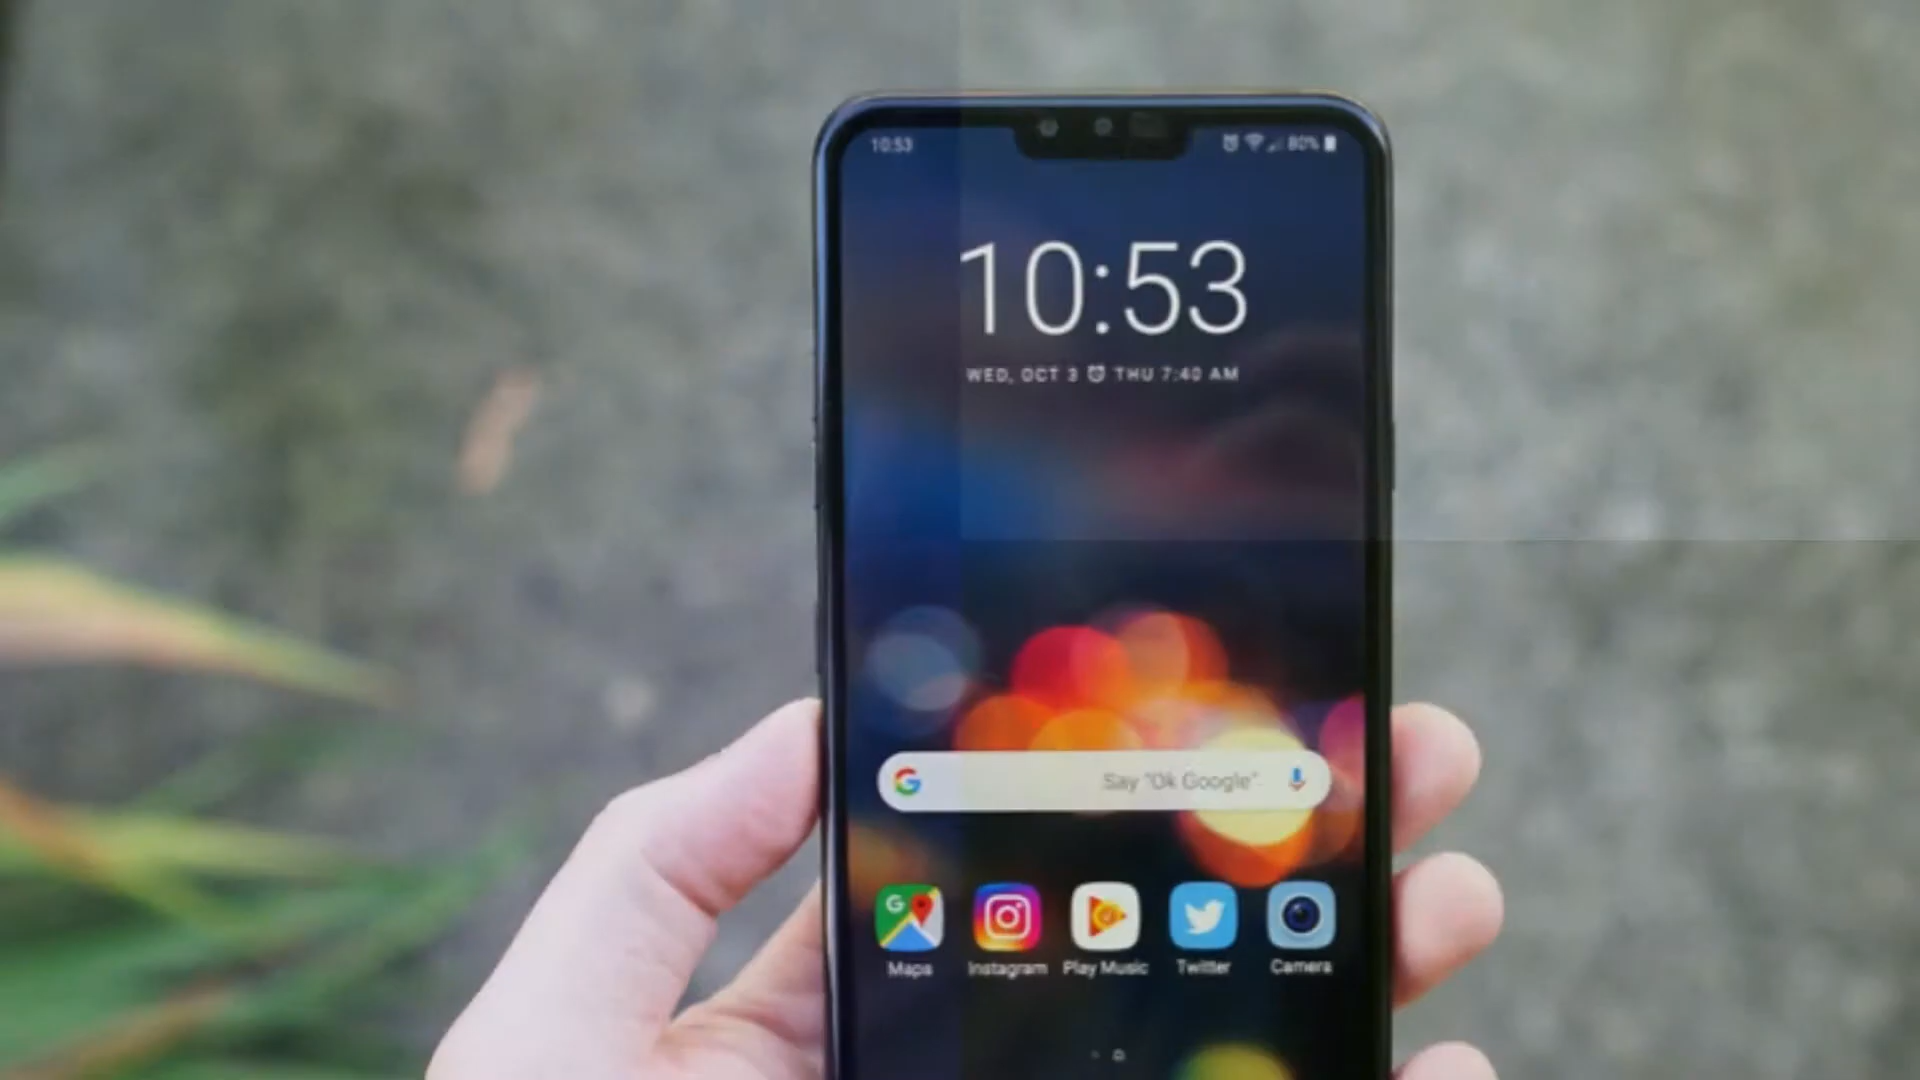 10:53 80%
10:53
WED, OCT 3 THU 7:40 AM
Say "Ok Google"
Maps Instagram Play Music Twitter Camera